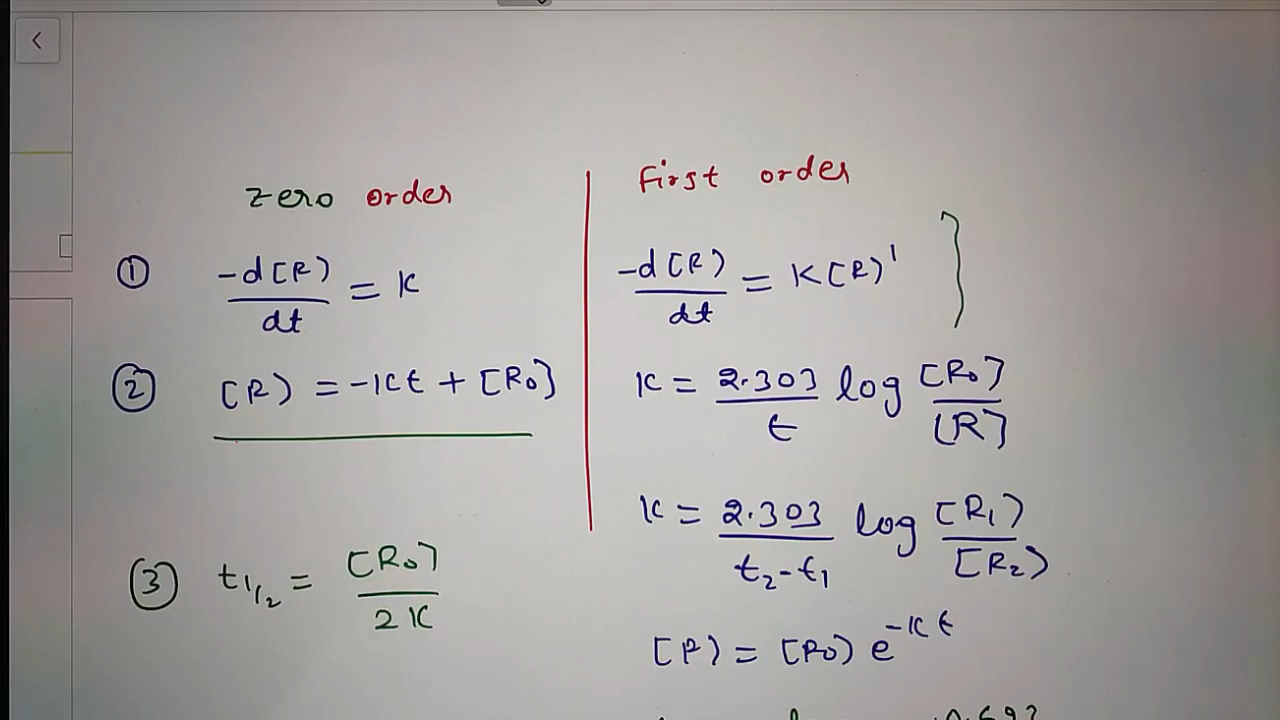 zero order
① -d[R]/dt = K
② [R] = -Kt + [R₀]
③ t₁/₂ = [R₀]/2K
First order
-d[R]/dt = K[R]¹
K = 2.303/t log [R₀]/[R]
K = 2.303/t₂-t₁ log [R₁]/[R₂]
[R] = [R₀] e^-Kt